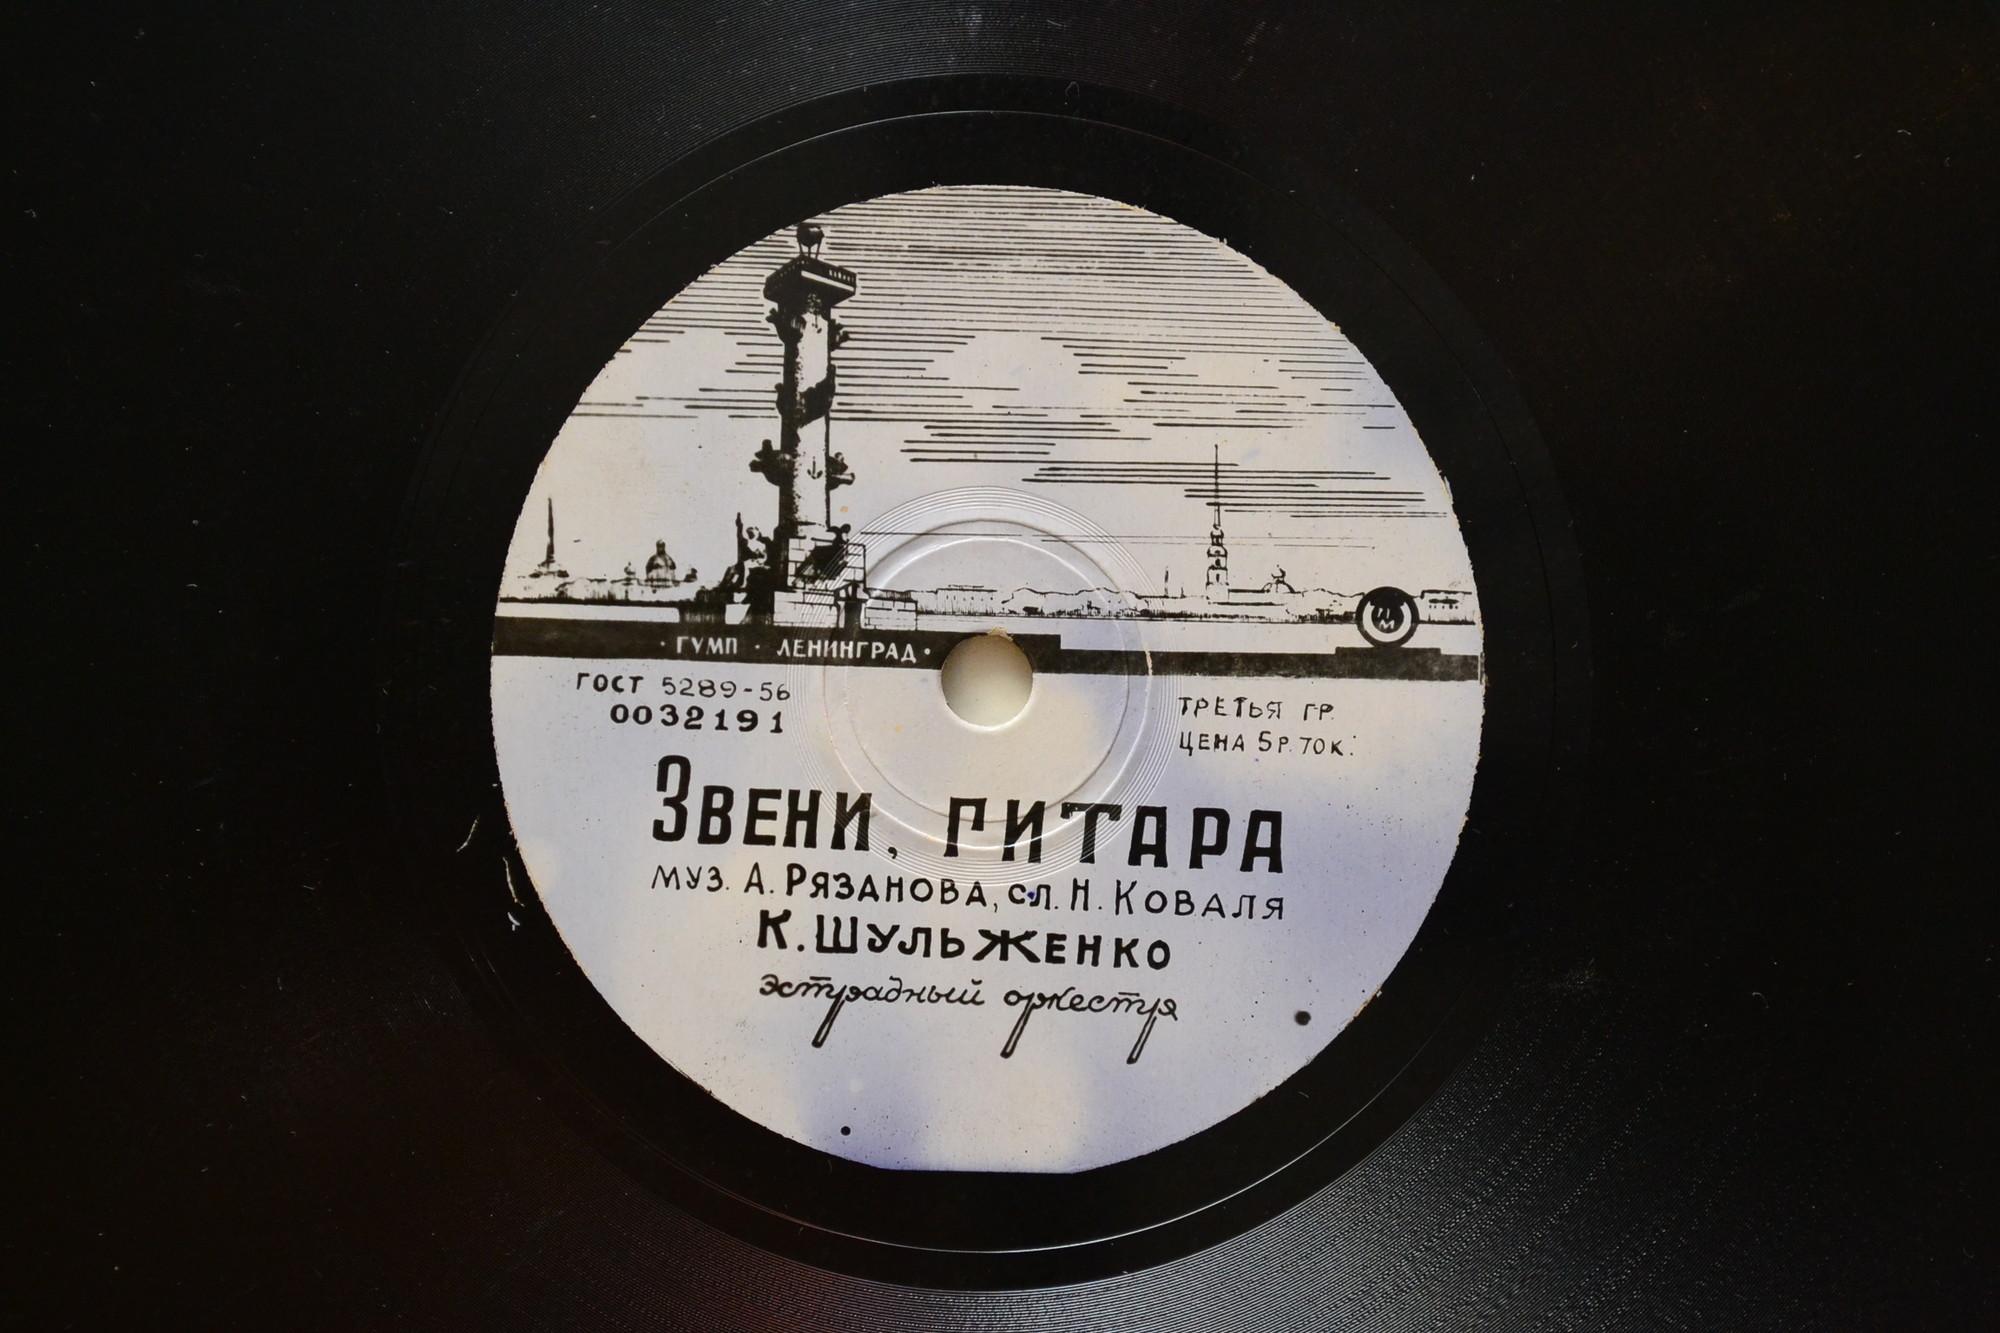 · ГУМП · ЛЕНИНГРАД ·
ГОСТ 5289-56
0032191
ТРЕТЬЯ ГР.
ЦЕНА 5Р. 70К.
ЗВЕНИ, ГИТАРА
МУЗ. А. РЯЗАНОВА, СЛ. Н. КОВАЛЯ
К. ШУЛЬЖЕНКО
эстрадный оркестр